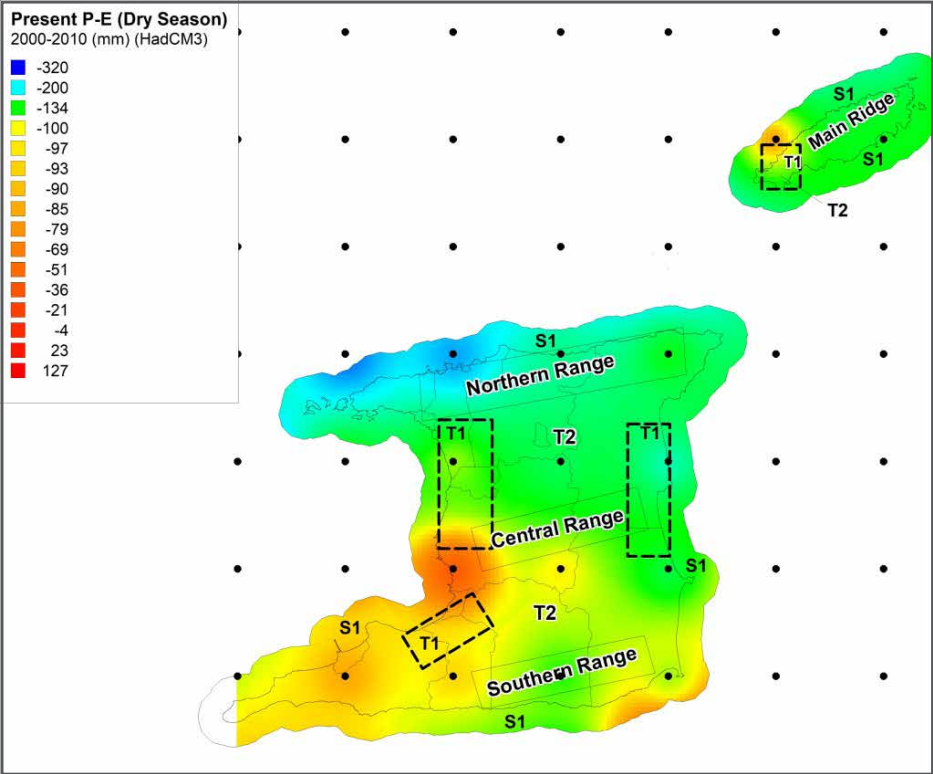 Present P-E (Dry Season)
2000-2010 (mm) (HadCM3)
-320
-200
-134
-100
-97
-93
-90
-85
-79
-69
-51
-36
-21
-4
23
127
S1
Main Ridge
T1
S1
T2
S1
Northern Range
T1
T2
T1
Central Range
S1
T2
S1
T1
Southern Range
S1